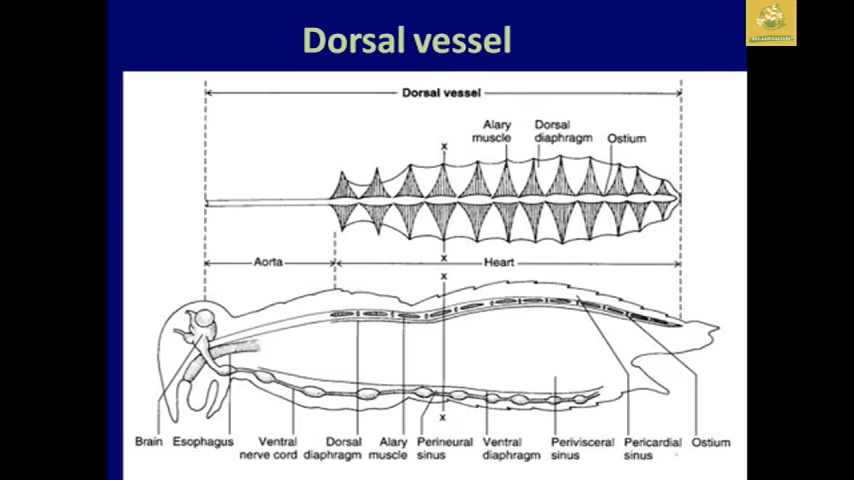 Dorsal vessel
Dorsal vessel
Alary
muscle
Dorsal
diaphragm
Ostium
x
x
Aorta
Heart
x
x
Brain
Esophagus
Ventral
nerve cord
Dorsal
diaphragm
Alary
muscle
Perineural
sinus
Ventral
diaphragm
Perivisceral
sinus
Pericardial
sinus
Ostium